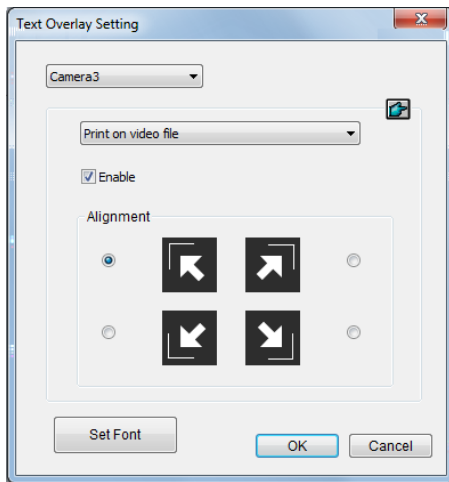 Text Overlay Setting
Camera3
Print on video file
Enable
Alignment
Set Font
OK
Cancel